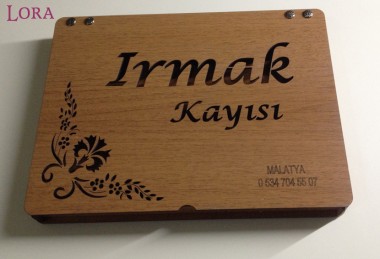 LORA
Irmak
Kayısı
MALATYA
0 534 704 55 07